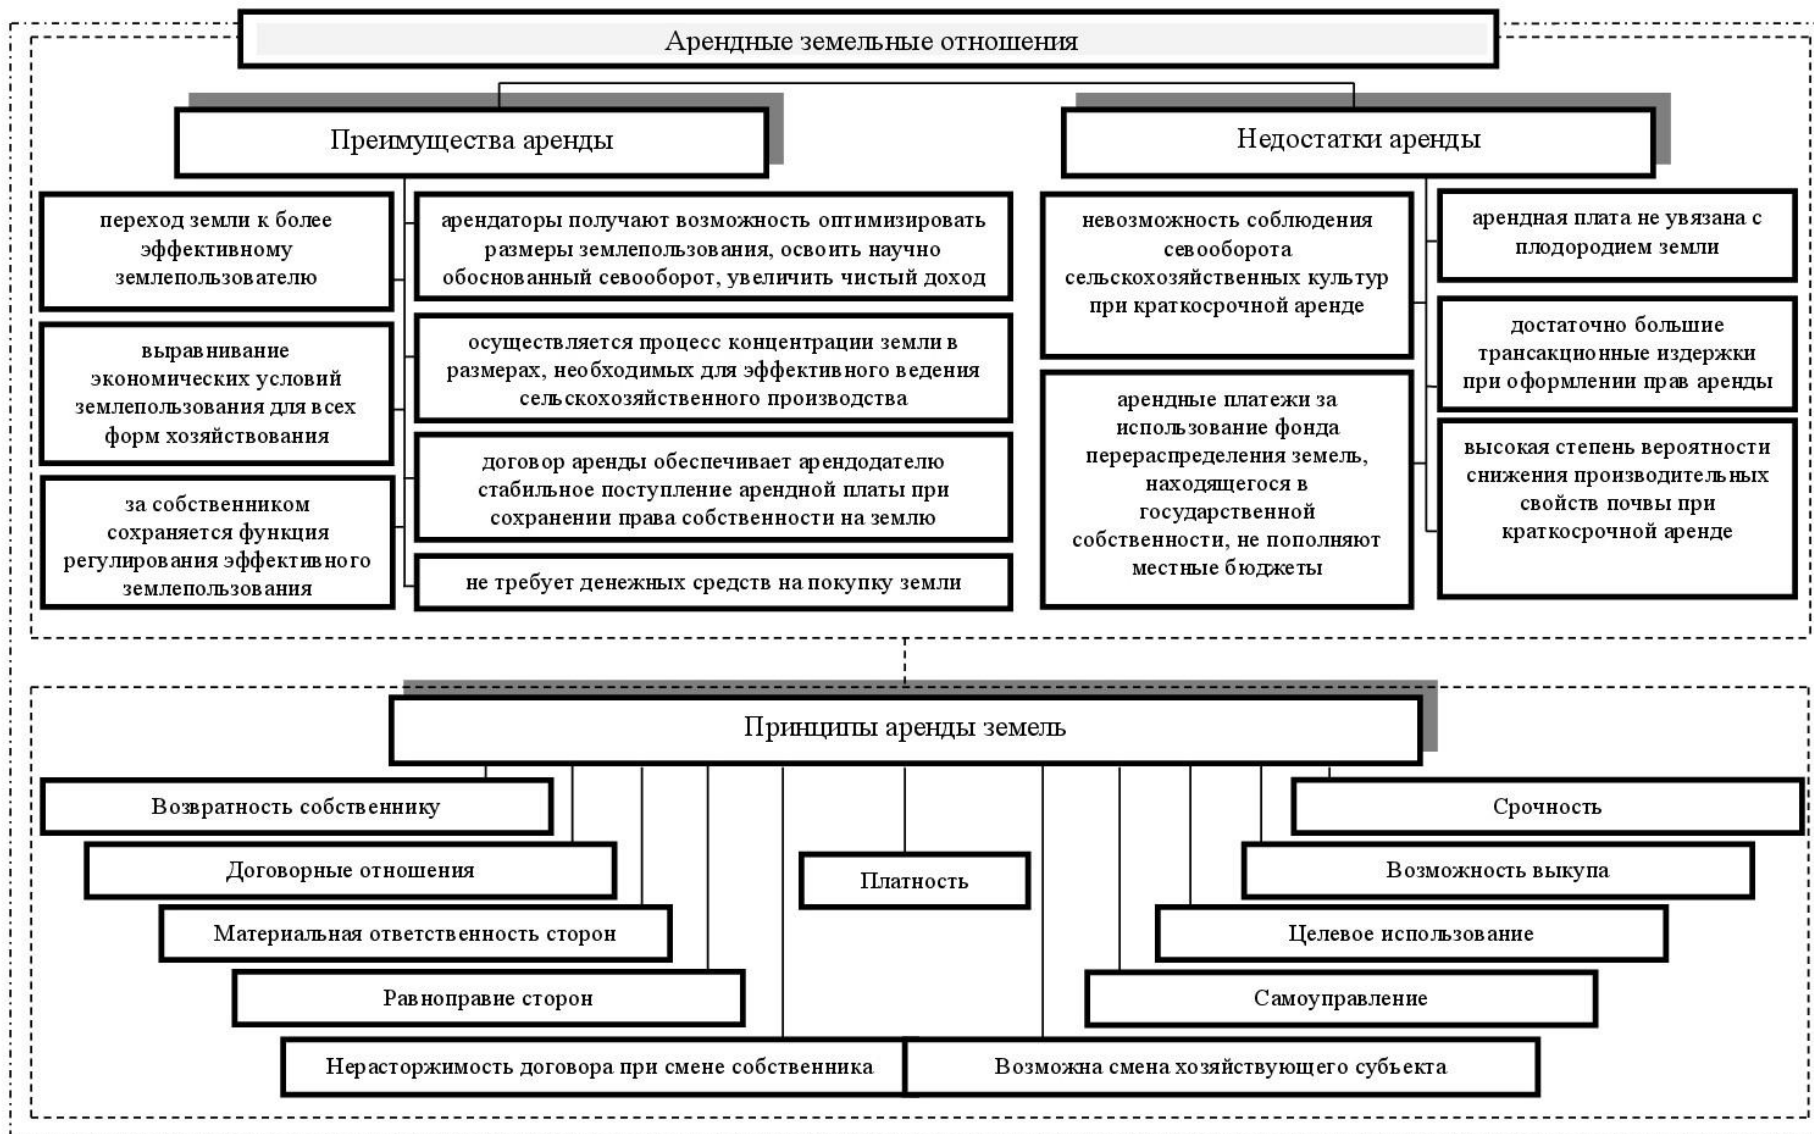 Арендные земельные отношения
Преимущества аренды
переход земли к более
эффективному
землепользователю
выравнивание
экономических условий
землепользования для всех
форм хозяйствования
за собственником
сохраняется функция
регулирования эффективного
землепользования
арендаторы получают возможность оптимизировать
размеры землепользования, освоить научно
обоснованный севооборот, увеличить чистый доход
осуществляется процесс концентрации земли в
размерах, необходимых для эффективного ведения
сельскохозяйственного производства
договор аренды обеспечивает арендодателю
стабильное поступление арендной платы при
сохранении права собственности на землю
не требует денежных средств на покупку земли
Недостатки аренды
невозможность соблюдения
севооборота
сельскохозяйственных культур
при краткосрочной аренде
арендные платежи за
использование фонда
перераспределения земель,
находящегося в
государственной
собственности, не пополняют
местные бюджеты
арендная плата не увязана с
плодородием земли
достаточно большие
трансакционные издержки
при оформлении прав аренды
высокая степень вероятности
снижения производительных
свойств почвы при
краткосрочной аренде
Принципы аренды земель
Возвратность собственнику
Договорные отношения
Материальная ответственность сторон
Равноправие сторон
Нерасторжимость договора при смене собственника
Платность
Срочность
Возможность выкупа
Целевое использование
Самоуправление
Возможна смена хозяйствующего субъекта